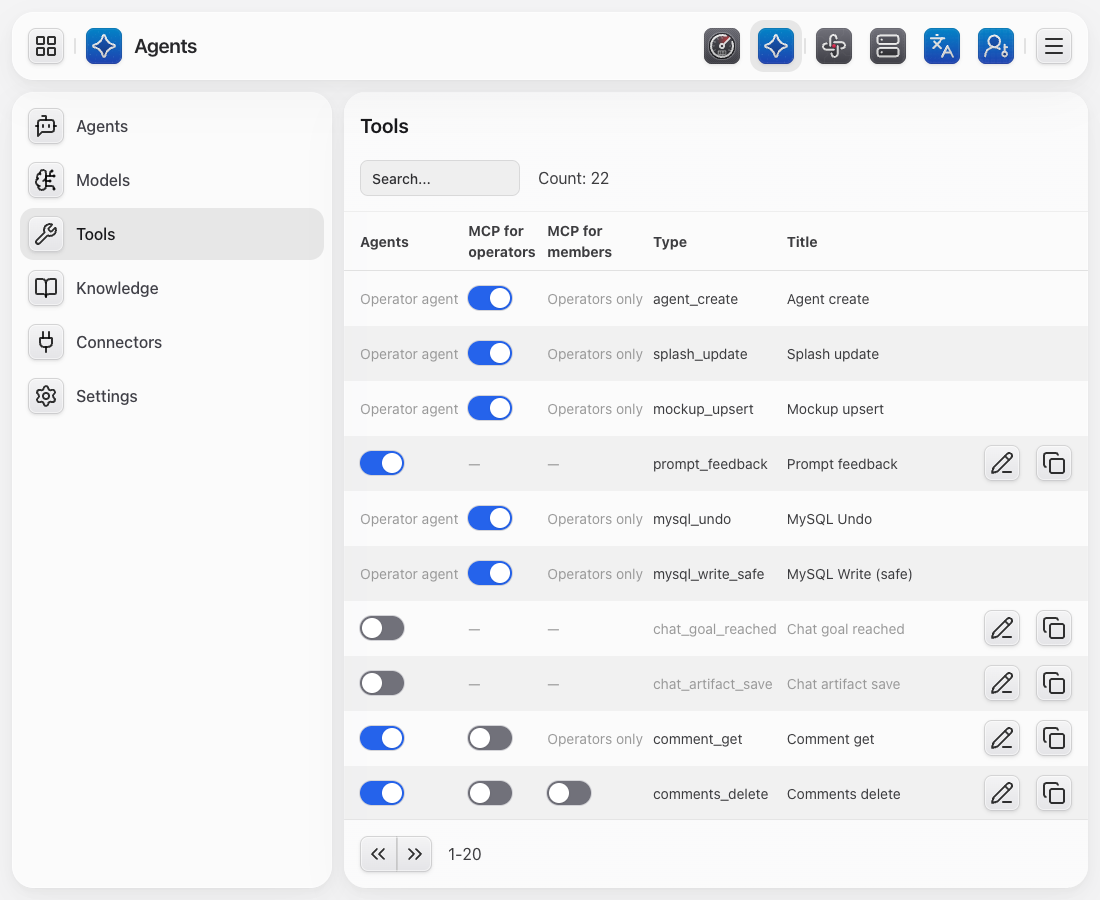 Agents
Agents
Models
Tools
Knowledge
Connectors
Settings
Tools
Search...
Count: 22
Agents MCP for operators MCP for members Type Title
Operator agent Operators only agent_create Agent create
Operator agent Operators only splash_update Splash update
Operator agent Operators only mockup_upsert Mockup upsert
— — prompt_feedback Prompt feedback
Operator agent Operators only mysql_undo MySQL Undo
Operator agent Operators only mysql_write_safe MySQL Write (safe)
— — chat_goal_reached Chat goal reached
— — chat_artifact_save Chat artifact save
Operators only comment_get Comment get
comments_delete Comments delete
1-20